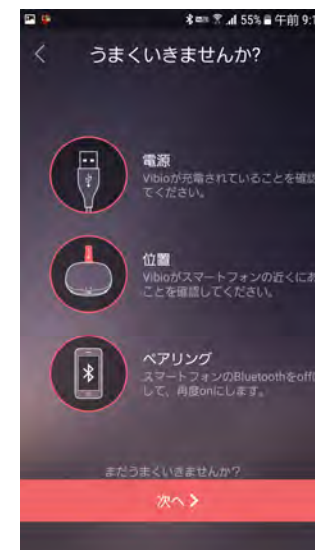 55% 午前 9:1
うまくいきませんか?
電源
Vibioが充電されていることを確認
てください。
位置
Vibioがスマートフォンの近くにあ
ことを確認してください。
ペアリング
スマートフォンのBluetoothをoffに
して、再度onにします。
まだうまくいきませんか?
次へ